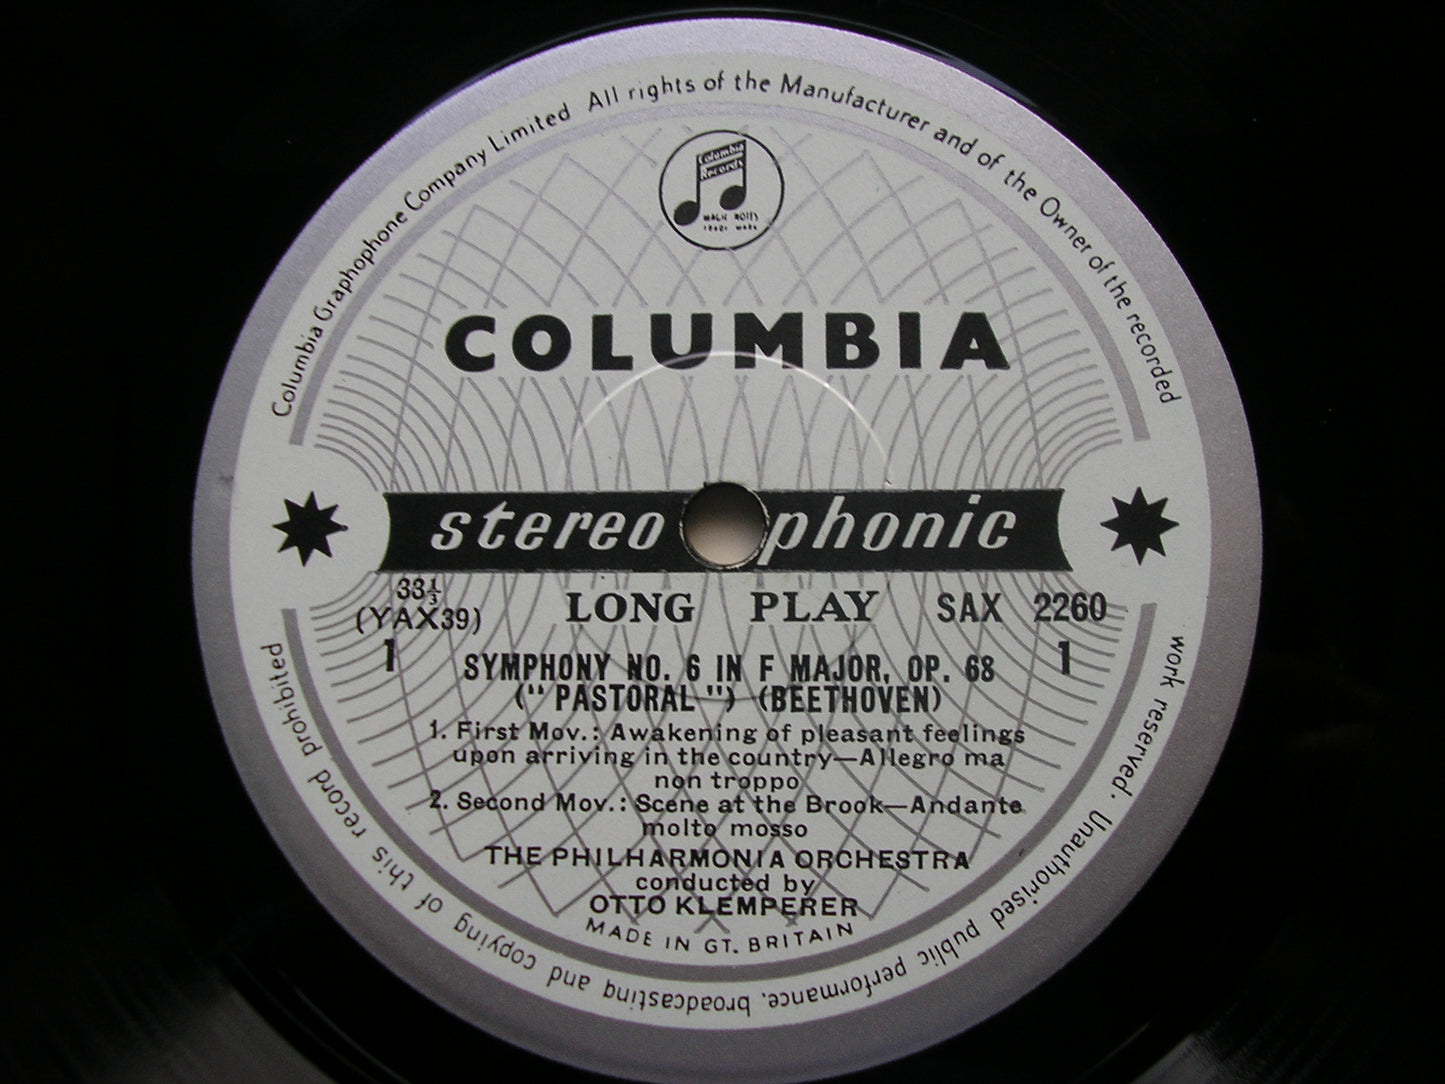 Columbia Graphophone Company Limited All rights of the Manufacturer and of the Owner of the recorded work reserved · Unauthorised public performance, broadcasting and copying of this record prohibited
Columbia
Records
MAGIC NOTES
TRADE MARK
COLUMBIA
stereophonic
33⅓
(YAX39)
LONG PLAY SAX 2260
1 1
SYMPHONY NO. 6 IN F MAJOR, OP. 68
("PASTORAL") (BEETHOVEN)
1. First Mov.: Awakening of pleasant feelings
upon arriving in the country—Allegro ma
non troppo
2. Second Mov.: Scene at the Brook—Andante
molto mosso
THE PHILHARMONIA ORCHESTRA
conducted by
OTTO KLEMPERER
MADE IN GT. BRITAIN